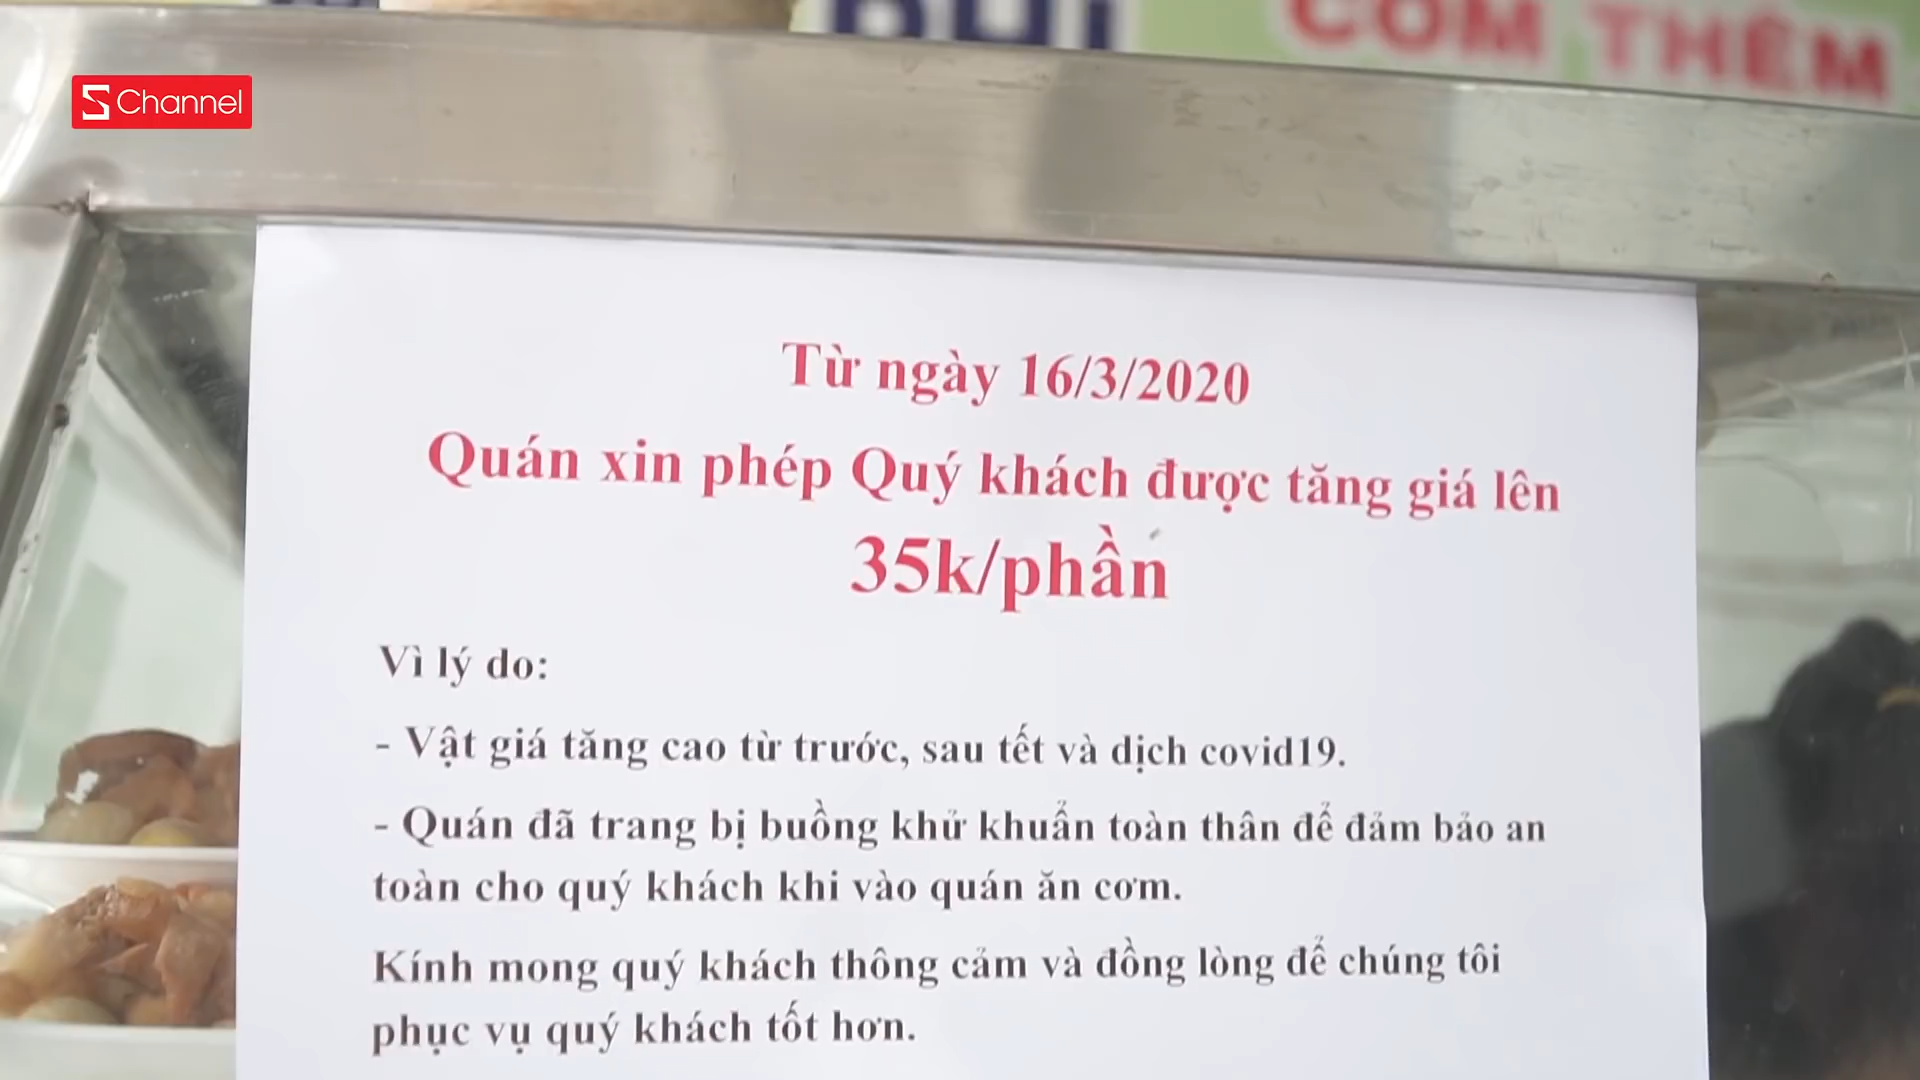 CƠM THÊM
S Channel
Từ ngày 16/3/2020
Quán xin phép Quý khách được tăng giá lên
35k/phần
Vì lý do:
- Vật giá tăng cao từ trước, sau tết và dịch covid19.
- Quán đã trang bị buồng khử khuẩn toàn thân để đảm bảo an
toàn cho quý khách khi vào quán ăn cơm.
Kính mong quý khách thông cảm và đồng lòng để chúng tôi
phục vụ quý khách tốt hơn.